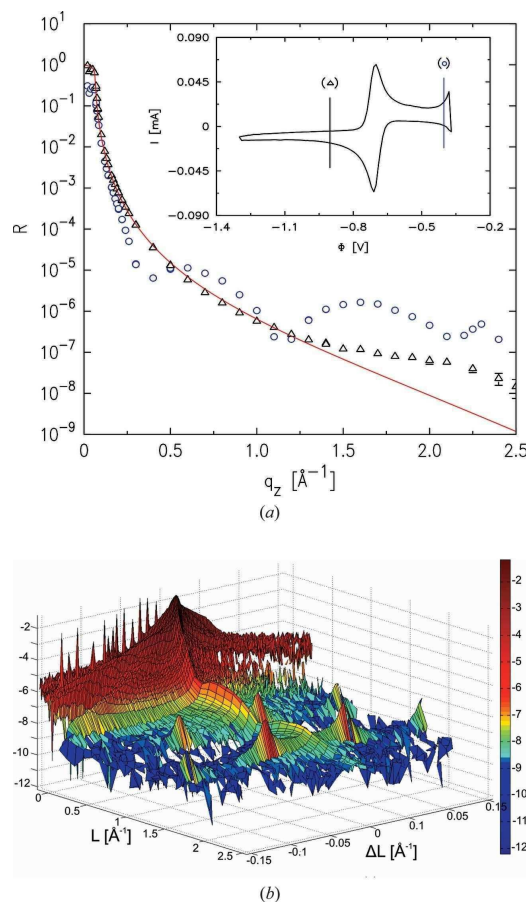 10⁰
10⁻¹
10⁻²
10⁻³
10⁻⁴
10⁻⁵
10⁻⁶
10⁻⁷
10⁻⁸
10⁻⁹
R
0 0.5 1.0 1.5 2.0 2.5
q_z [Å⁻¹]
0.090
0.045
0
−0.045
−0.090
I [mA]
(△)
(○)
−1.4 −1.1 −0.8 −0.5 −0.2
Φ [V]
(a)
-2
-4
-6
-8
-10
-12
0 0.5 1 1.5 2 2.5
L [Å⁻¹]
-0.15 -0.1 -0.05 0 0.05 0.1 0.15
ΔL [Å⁻¹]
-2
-3
-4
-5
-6
-7
-8
-9
-10
-11
-12
(b)